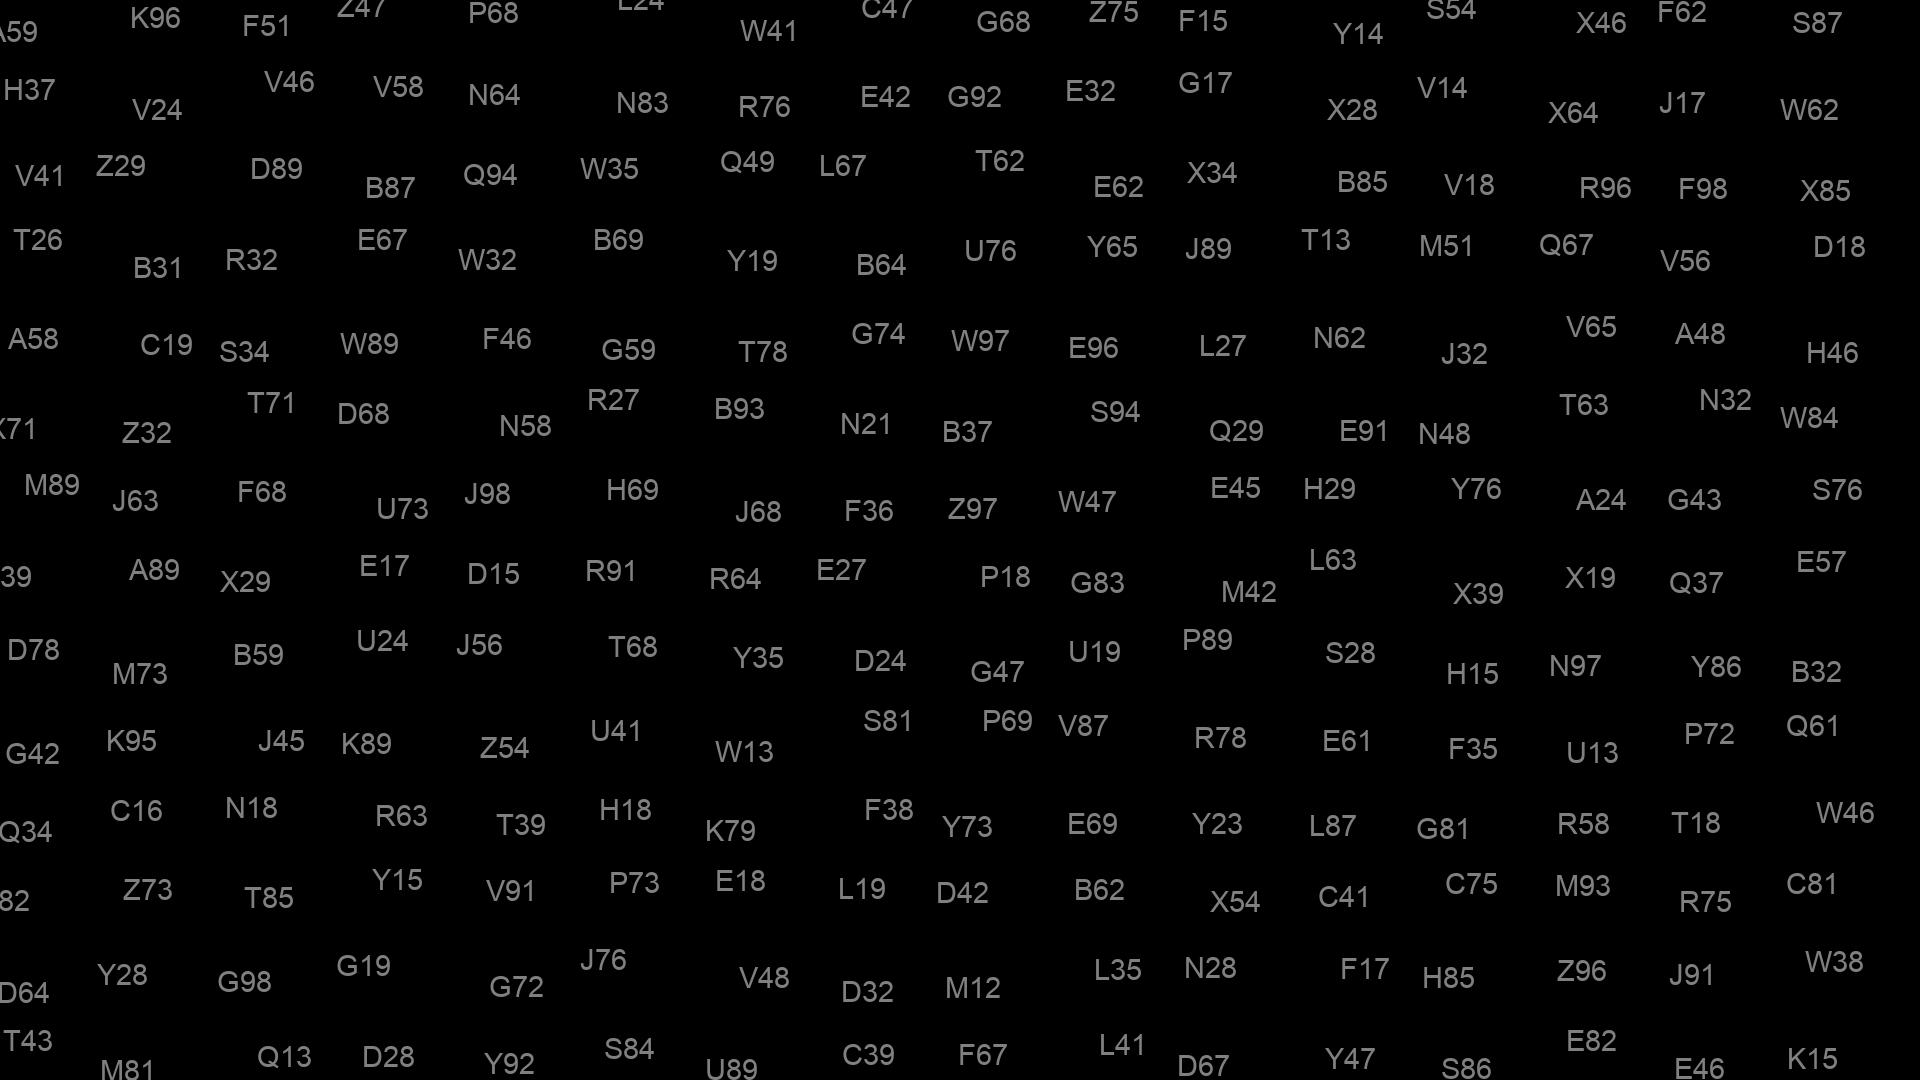 A59 K96 F51 Z47 P68 L24 W41 C47 G68 Z75 F15 Y14 S54 X46 F62 S87
H37 V24 V46 V58 N64 N83 R76 E42 G92 E32 G17 X28 V14 X64 J17 W62
V41 Z29 D89 B87 Q94 W35 Q49 L67 T62 E62 X34 B85 V18 R96 F98 X85
T26 B31 R32 E67 W32 B69 Y19 B64 U76 Y65 J89 T13 M51 Q67 V56 D18
A58 C19 S34 W89 F46 G59 T78 G74 W97 E96 L27 N62 J32 V65 A48 H46
71 Z32 T71 D68 N58 R27 B93 N21 B37 S94 Q29 E91 N48 T63 N32 W84
M89 J63 F68 U73 J98 H69 J68 F36 Z97 W47 E45 H29 Y76 A24 G43 S76
39 A89 X29 E17 D15 R91 R64 E27 P18 G83 M42 L63 X39 X19 Q37 E57
D78 M73 B59 U24 J56 T68 Y35 D24 G47 U19 P89 S28 H15 N97 Y86 B32
G42 K95 J45 K89 Z54 U41 W13 S81 P69 V87 R78 E61 F35 U13 P72 Q61
Q34 C16 N18 R63 T39 H18 K79 F38 Y73 E69 Y23 L87 G81 R58 T18 W46
82 Z73 T85 Y15 V91 P73 E18 L19 D42 B62 X54 C41 C75 M93 R75 C81
D64 Y28 G98 G19 G72 J76 V48 D32 M12 L35 N28 F17 H85 Z96 J91 W38
T43 M81 Q13 D28 Y92 S84 U89 C39 F67 L41 D67 Y47 S86 E82 E46 K15